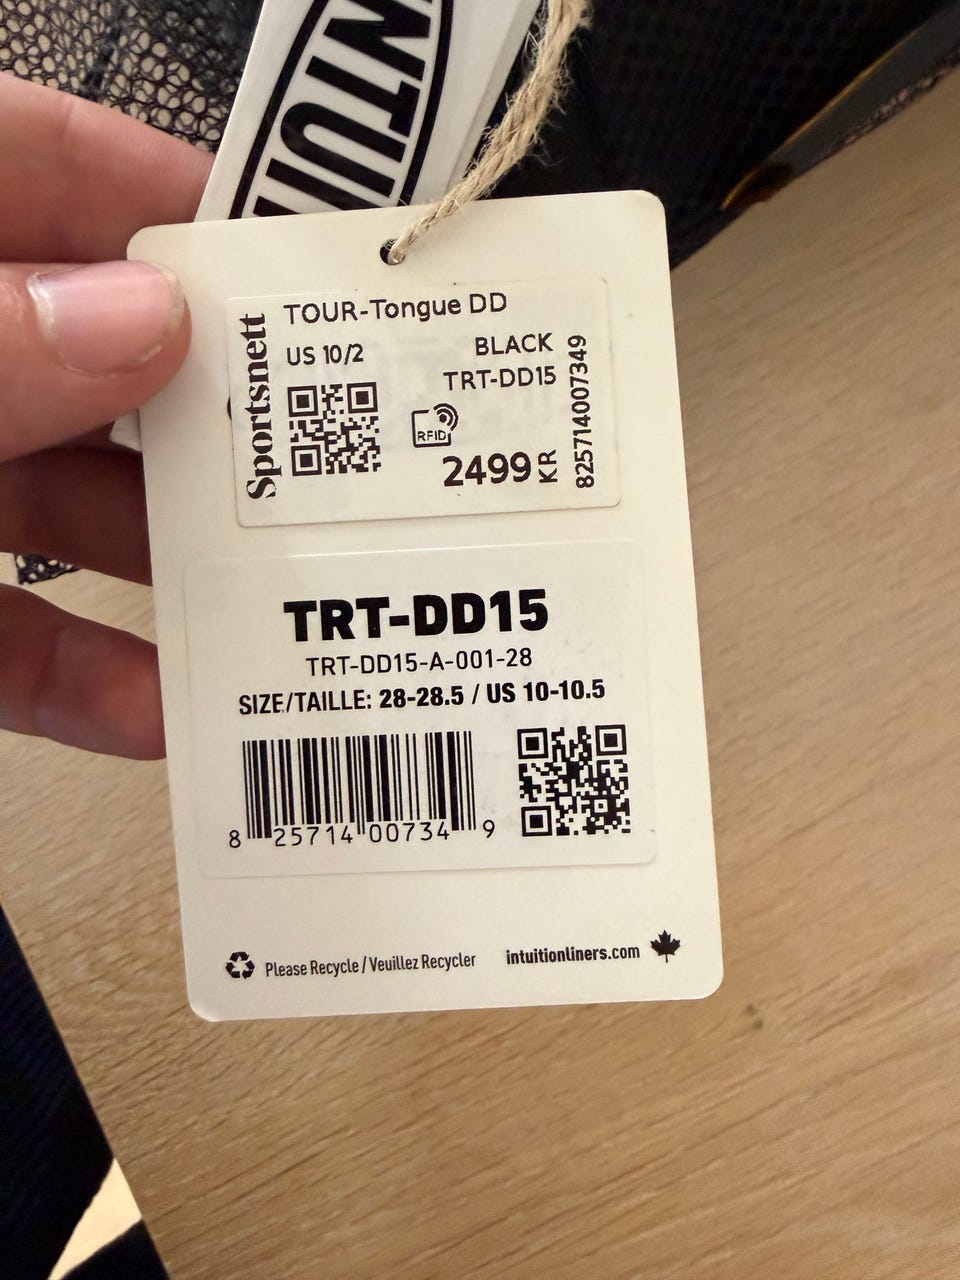 NTUI
TOUR-Tongue DD
US 10/2
BLACK
TRT-DD15
Sportsnett
RFID
2499 KR
825714007349
TRT-DD15
TRT-DD15-A-001-28
SIZE/TAILLE: 28-28.5 / US 10-10.5
8 25714 00734 9
Please Recycle / Veuillez Recycler
intuitionliners.com